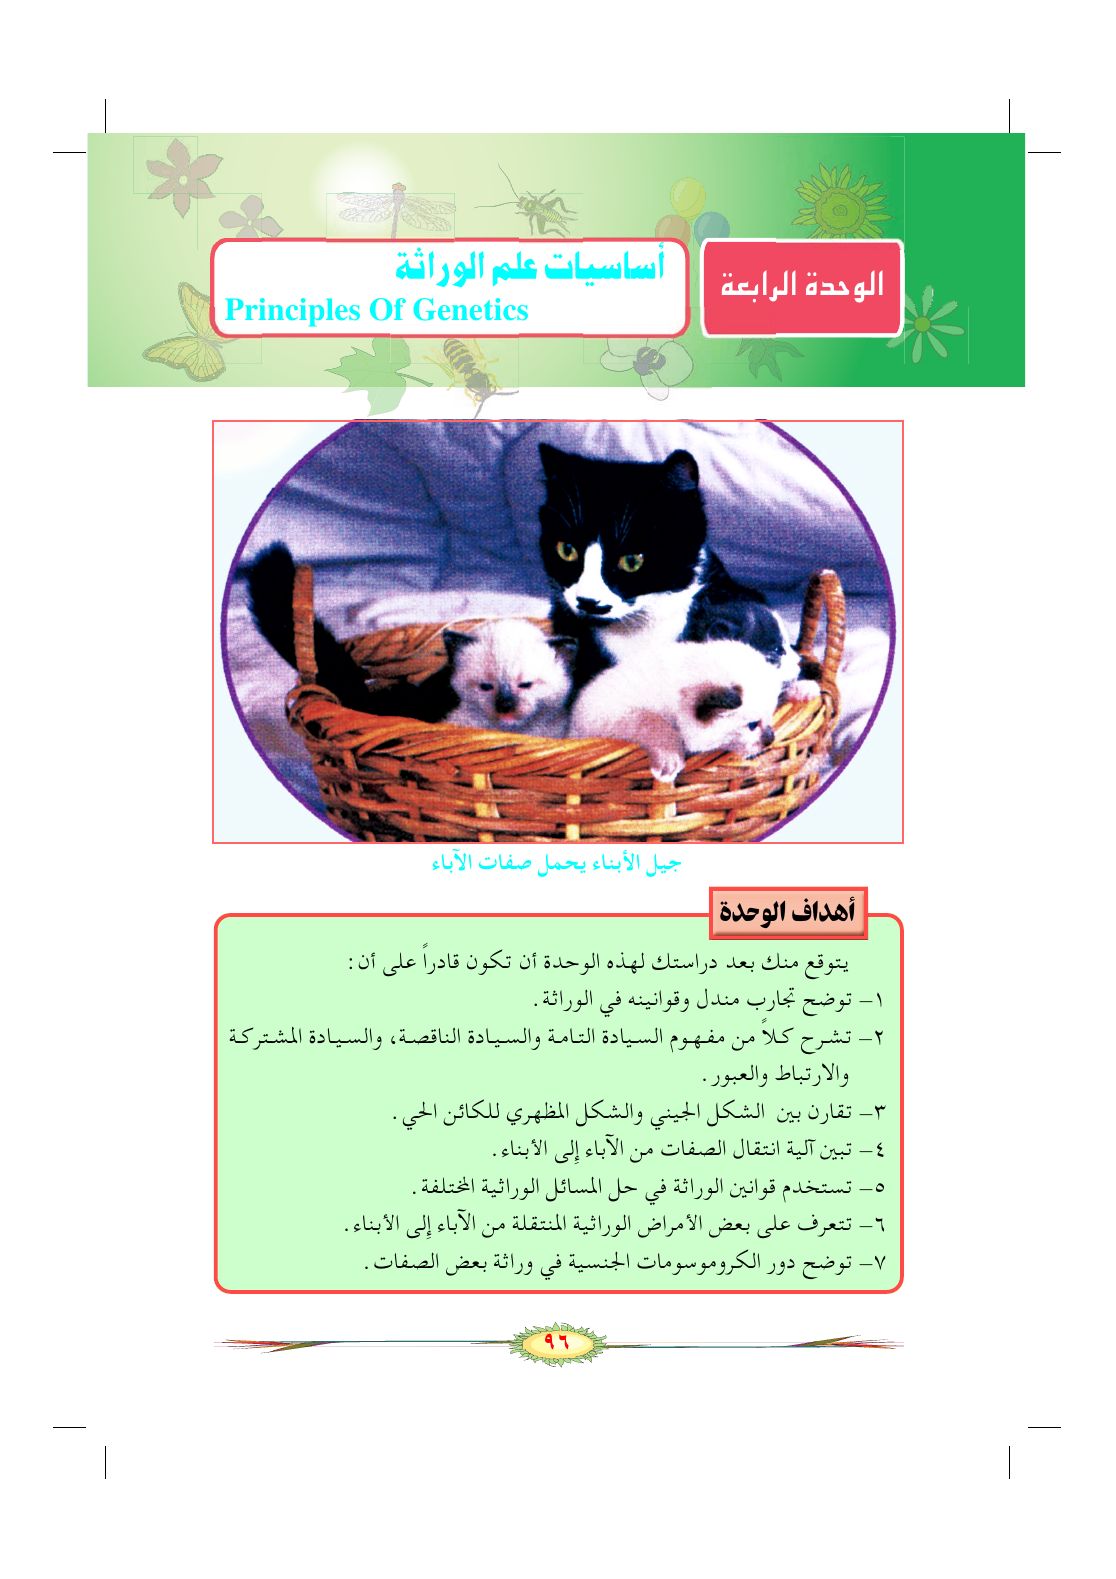 الوحدة الرابعة
أساسيات علم الوراثة
Principles Of Genetics
جيل الأبناء يحمل صفات الآباء
أهداف الوحدة
يتوقع منك بعد دراستك لهذه الوحدة أن تكون قادراً على أن :
١– توضح تجارب مندل وقوانينه في الوراثة .
٢– تشرح كلاً من مفهوم السيادة التامة والسيادة الناقصة، والسيادة المشتركة
والارتباط والعبور .
٣– تقارن بين الشكل الجيني والشكل المظهري للكائن الحي .
٤– تبين آلية انتقال الصفات من الآباء إلى الأبناء .
٥– تستخدم قوانين الوراثة في حل المسائل الوراثية المختلفة .
٦– تتعرف على بعض الأمراض الوراثية المنتقلة من الآباء إلى الأبناء .
٧– توضح دور الكروموسومات الجنسية في وراثة بعض الصفات .
٩٦